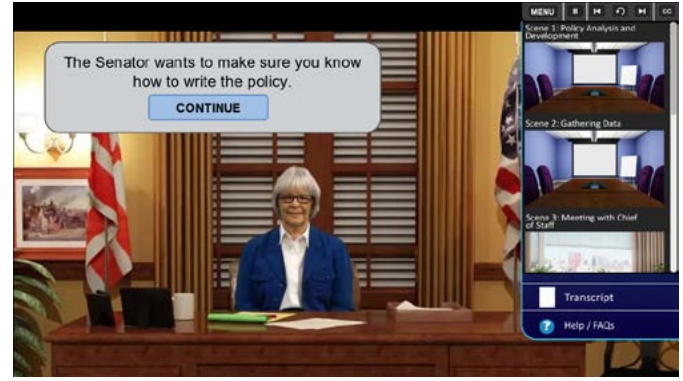 The Senator wants to make sure you know
how to write the policy.
CONTINUE
MENU
CC
Scene 1: Policy Analysis and
Development
Scene 2: Gathering Data
Scene 3: Meeting with Chief
of Staff
Transcript
? Help / FAQs